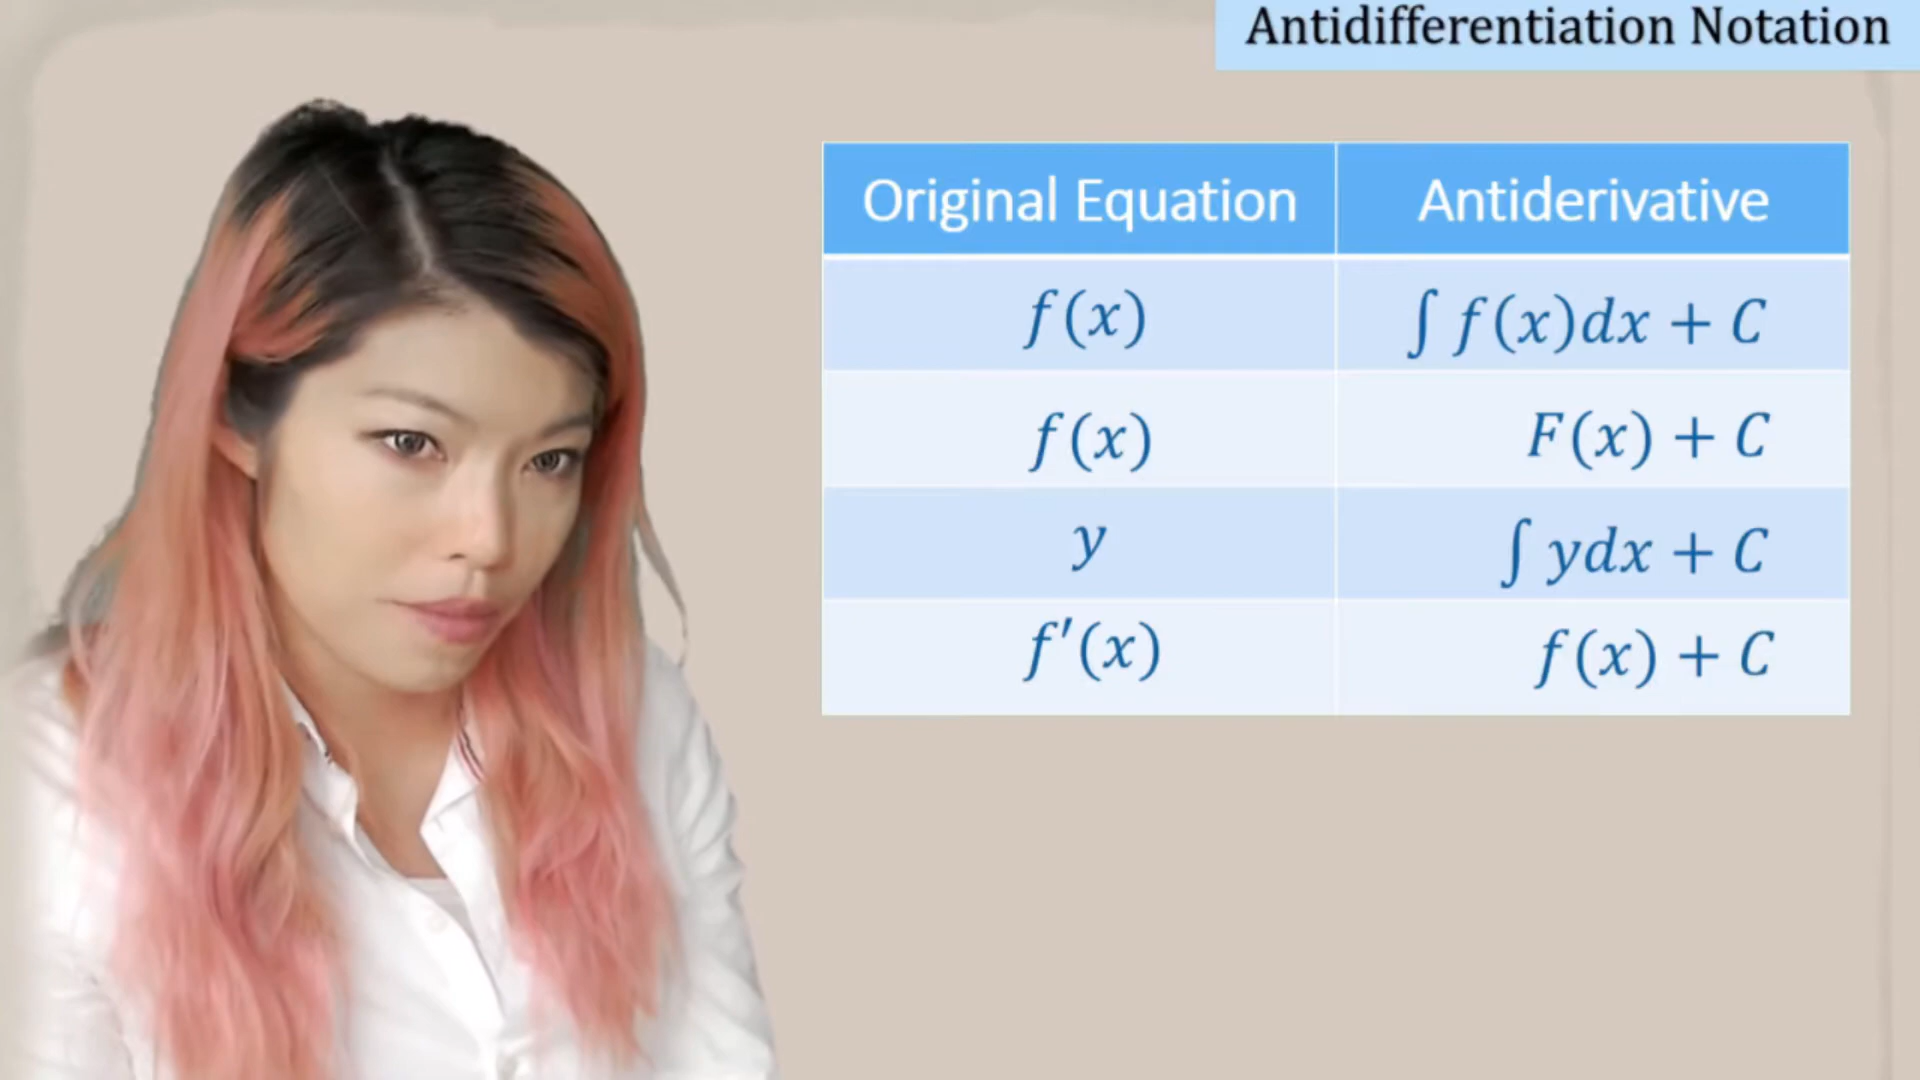 Antidifferentiation Notation
Original Equation Antiderivative
f(x) ∫ f(x)dx + C
f(x) F(x) + C
y ∫ ydx + C
f′(x) f(x) + C